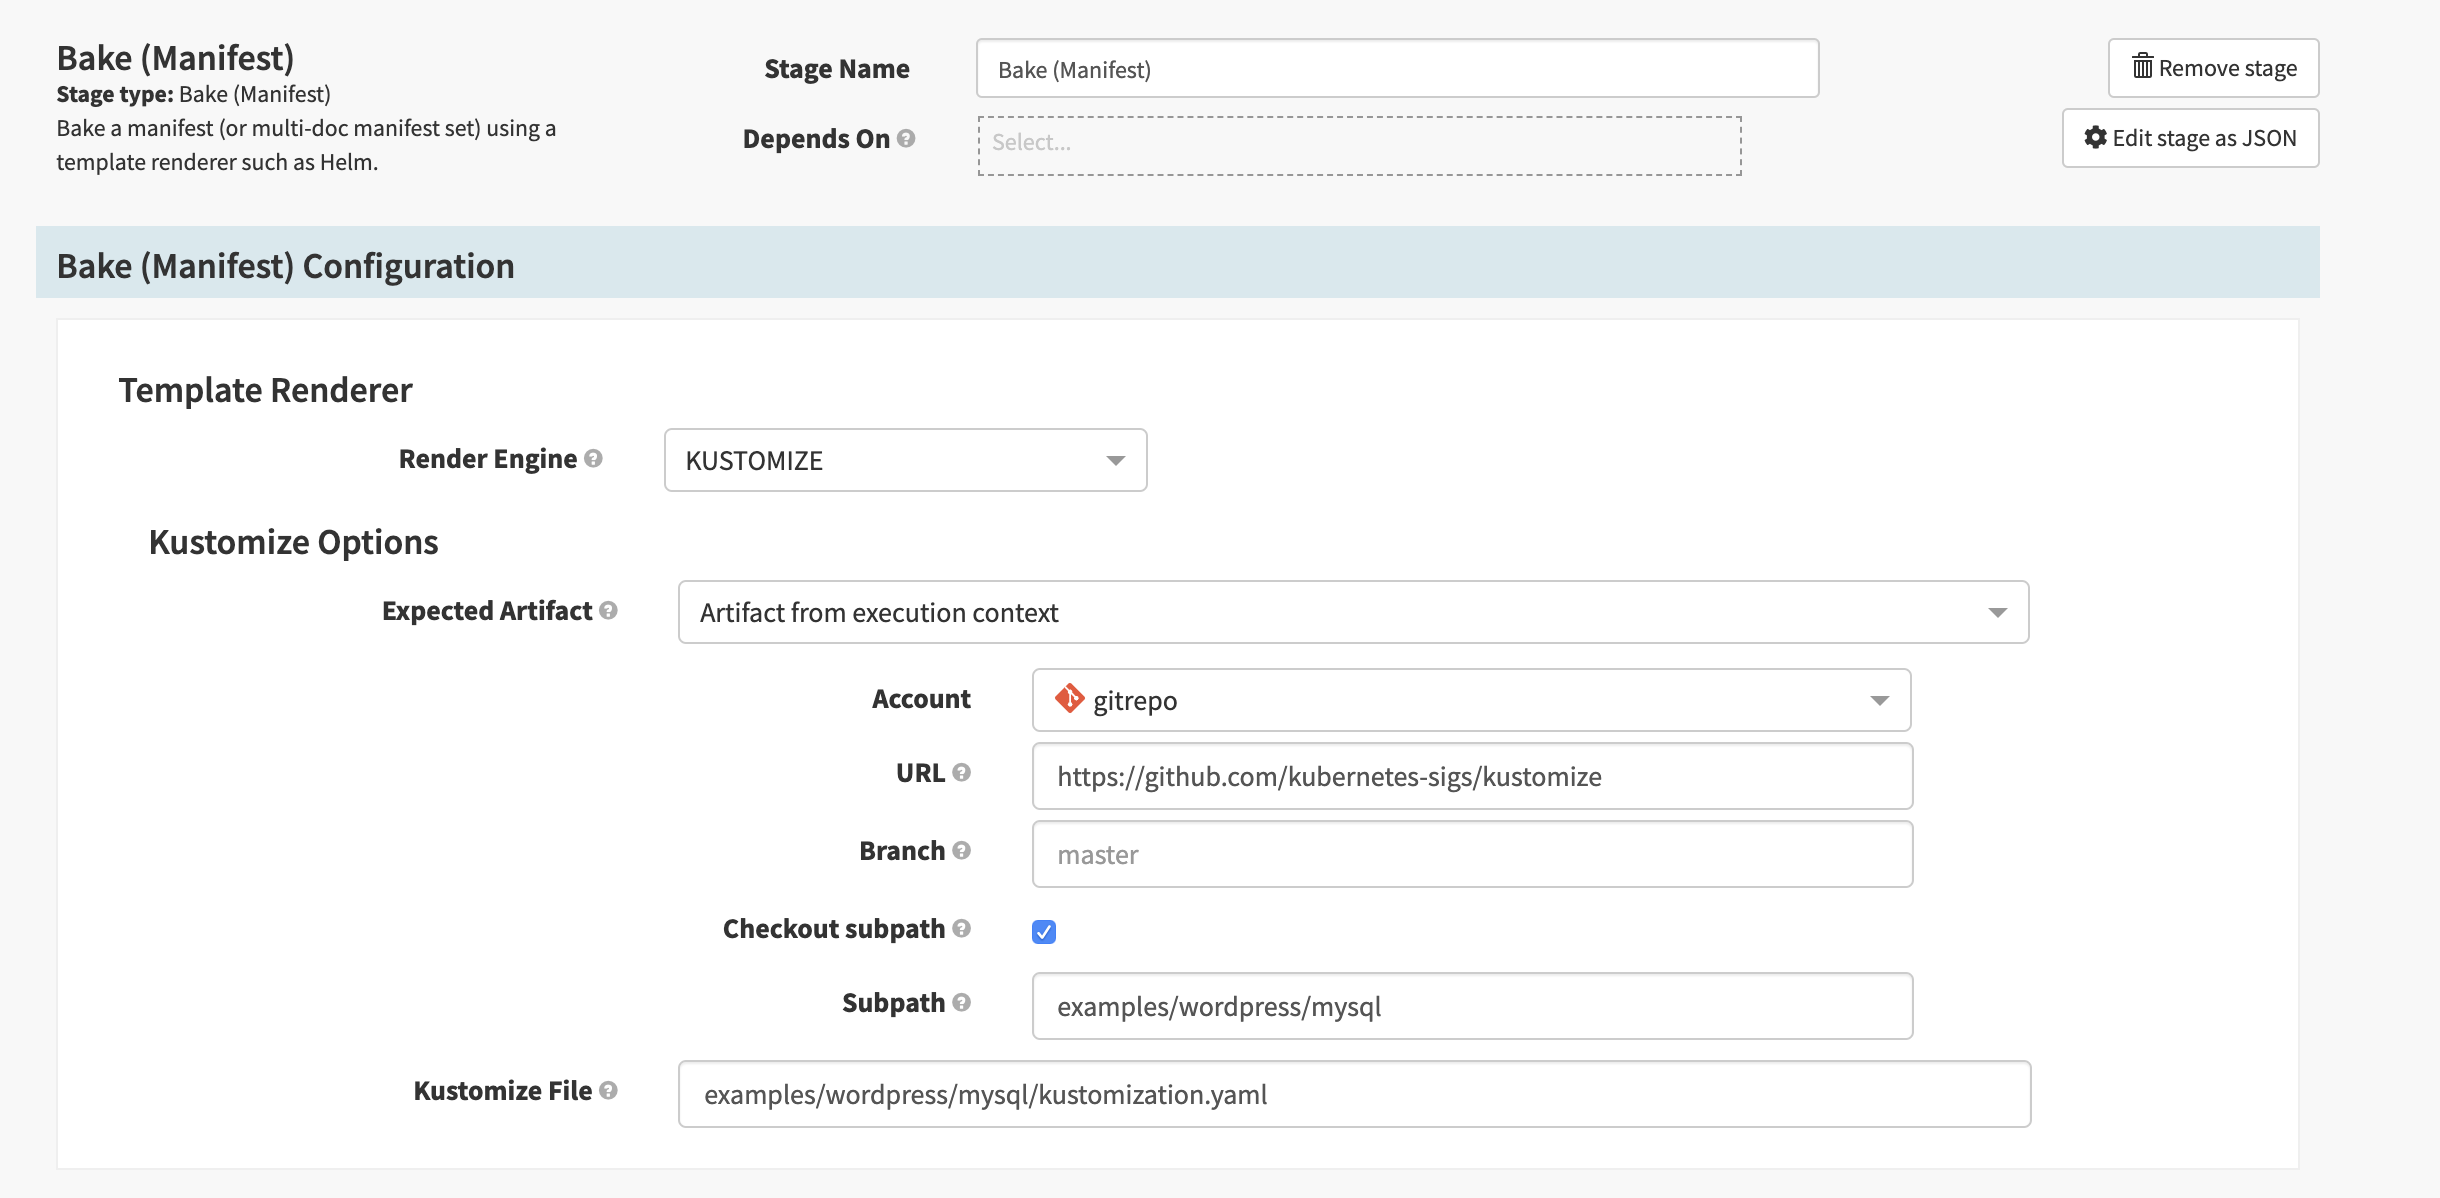 Bake (Manifest)
Stage type: Bake (Manifest)
Bake a manifest (or multi-doc manifest set) using a
template renderer such as Helm.
Stage Name
Bake (Manifest)
Depends On
Select...
Remove stage
Edit stage as JSON
Bake (Manifest) Configuration
Template Renderer
Render Engine
KUSTOMIZE
Kustomize Options
Expected Artifact
Artifact from execution context
Account
gitrepo
URL
https://github.com/kubernetes-sigs/kustomize
Branch
master
Checkout subpath
Subpath
examples/wordpress/mysql
Kustomize File
examples/wordpress/mysql/kustomization.yaml